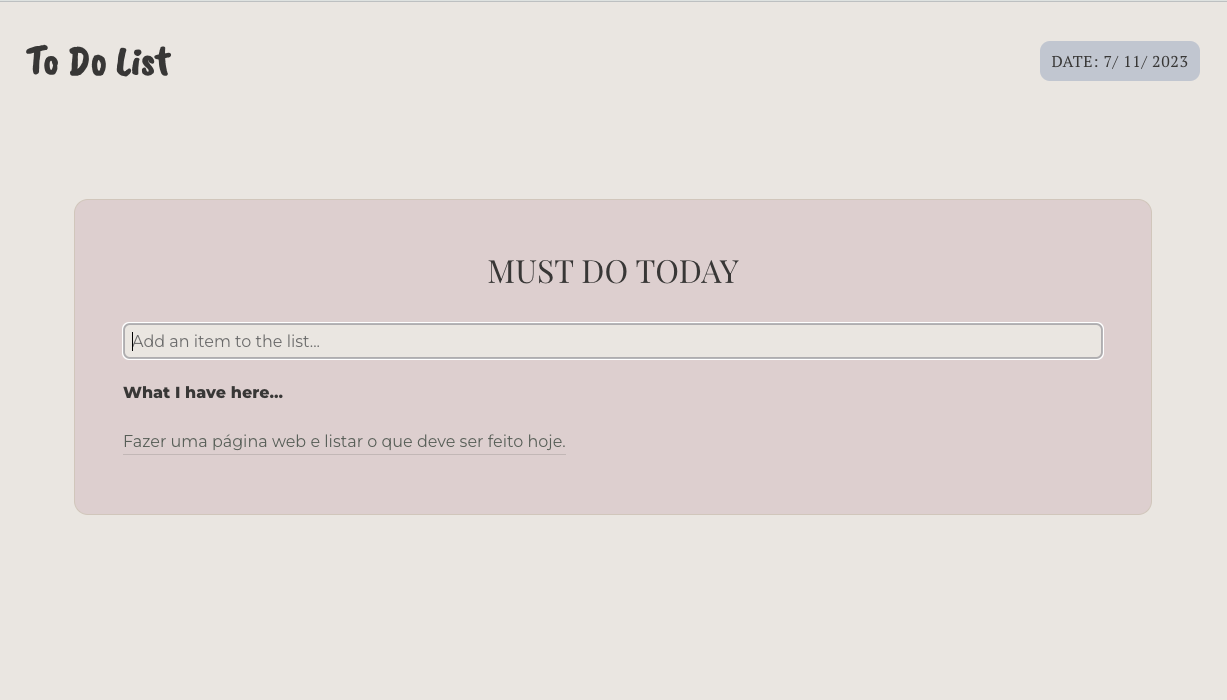 To Do List
DATE: 7/ 11/ 2023
MUST DO TODAY
Add an item to the list...
What I have here...
Fazer uma página web e listar o que deve ser feito hoje.